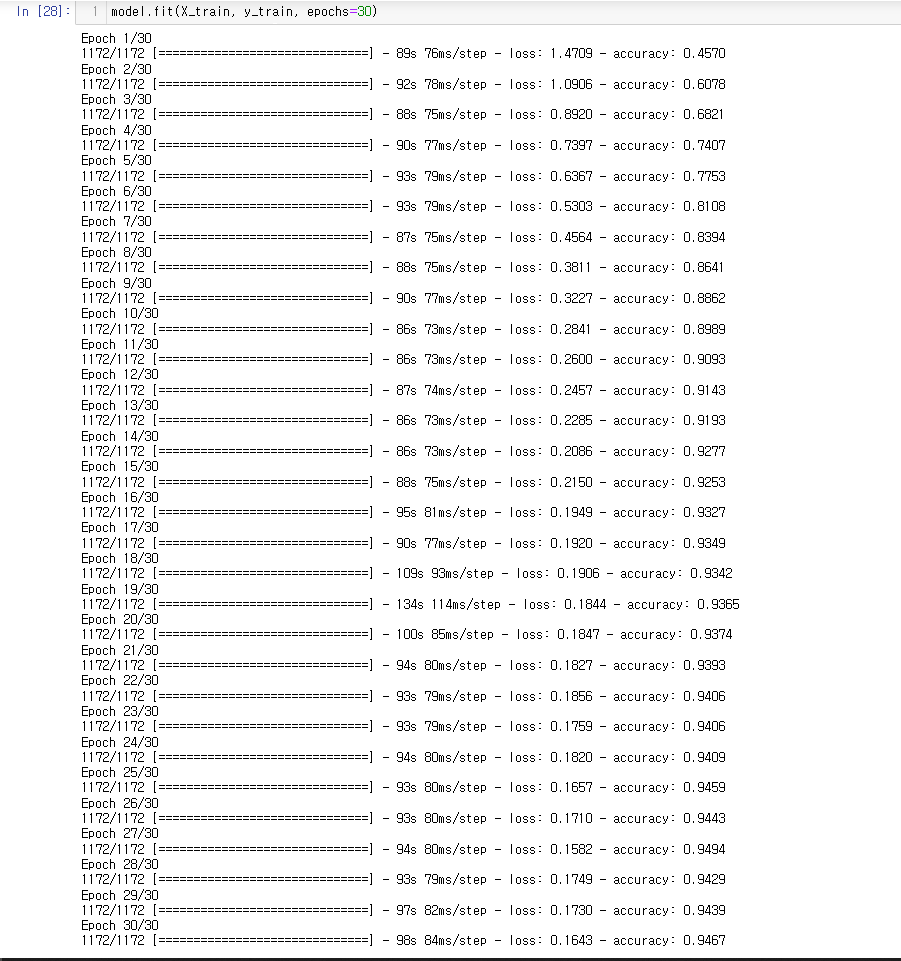 In [28]: 1 model.fit(X_train, y_train, epochs=30)
Epoch 1/30
1172/1172 [==============================] - 89s 76ms/step - loss: 1.4709 - accuracy: 0.4570
Epoch 2/30
1172/1172 [==============================] - 92s 78ms/step - loss: 1.0906 - accuracy: 0.6078
Epoch 3/30
1172/1172 [==============================] - 88s 75ms/step - loss: 0.8920 - accuracy: 0.6821
Epoch 4/30
1172/1172 [==============================] - 90s 77ms/step - loss: 0.7397 - accuracy: 0.7407
Epoch 5/30
1172/1172 [==============================] - 93s 79ms/step - loss: 0.6367 - accuracy: 0.7753
Epoch 6/30
1172/1172 [==============================] - 93s 79ms/step - loss: 0.5303 - accuracy: 0.8108
Epoch 7/30
1172/1172 [==============================] - 87s 75ms/step - loss: 0.4564 - accuracy: 0.8394
Epoch 8/30
1172/1172 [==============================] - 88s 75ms/step - loss: 0.3811 - accuracy: 0.8641
Epoch 9/30
1172/1172 [==============================] - 90s 77ms/step - loss: 0.3227 - accuracy: 0.8862
Epoch 10/30
1172/1172 [==============================] - 86s 73ms/step - loss: 0.2841 - accuracy: 0.8989
Epoch 11/30
1172/1172 [==============================] - 86s 73ms/step - loss: 0.2600 - accuracy: 0.9093
Epoch 12/30
1172/1172 [==============================] - 87s 74ms/step - loss: 0.2457 - accuracy: 0.9143
Epoch 13/30
1172/1172 [==============================] - 86s 73ms/step - loss: 0.2285 - accuracy: 0.9193
Epoch 14/30
1172/1172 [==============================] - 86s 73ms/step - loss: 0.2086 - accuracy: 0.9277
Epoch 15/30
1172/1172 [==============================] - 88s 75ms/step - loss: 0.2150 - accuracy: 0.9253
Epoch 16/30
1172/1172 [==============================] - 95s 81ms/step - loss: 0.1949 - accuracy: 0.9327
Epoch 17/30
1172/1172 [==============================] - 90s 77ms/step - loss: 0.1920 - accuracy: 0.9349
Epoch 18/30
1172/1172 [==============================] - 109s 93ms/step - loss: 0.1906 - accuracy: 0.9342
Epoch 19/30
1172/1172 [==============================] - 134s 114ms/step - loss: 0.1844 - accuracy: 0.9365
Epoch 20/30
1172/1172 [==============================] - 100s 85ms/step - loss: 0.1847 - accuracy: 0.9374
Epoch 21/30
1172/1172 [==============================] - 94s 80ms/step - loss: 0.1827 - accuracy: 0.9393
Epoch 22/30
1172/1172 [==============================] - 93s 79ms/step - loss: 0.1856 - accuracy: 0.9406
Epoch 23/30
1172/1172 [==============================] - 93s 79ms/step - loss: 0.1759 - accuracy: 0.9406
Epoch 24/30
1172/1172 [==============================] - 94s 80ms/step - loss: 0.1820 - accuracy: 0.9409
Epoch 25/30
1172/1172 [==============================] - 93s 80ms/step - loss: 0.1657 - accuracy: 0.9459
Epoch 26/30
1172/1172 [==============================] - 93s 80ms/step - loss: 0.1710 - accuracy: 0.9443
Epoch 27/30
1172/1172 [==============================] - 94s 80ms/step - loss: 0.1582 - accuracy: 0.9494
Epoch 28/30
1172/1172 [==============================] - 93s 79ms/step - loss: 0.1749 - accuracy: 0.9429
Epoch 29/30
1172/1172 [==============================] - 97s 82ms/step - loss: 0.1730 - accuracy: 0.9439
Epoch 30/30
1172/1172 [==============================] - 98s 84ms/step - loss: 0.1643 - accuracy: 0.9467